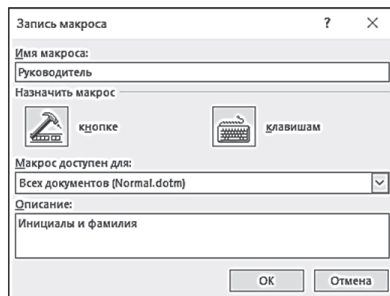 Запись макроса ? ×
Имя макроса:
Руководитель
Назначить макрос
кнопке клавишам
Макрос доступен для:
Всех документов (Normal.dotm)
Описание:
Инициалы и фамилия
ОК Отмена